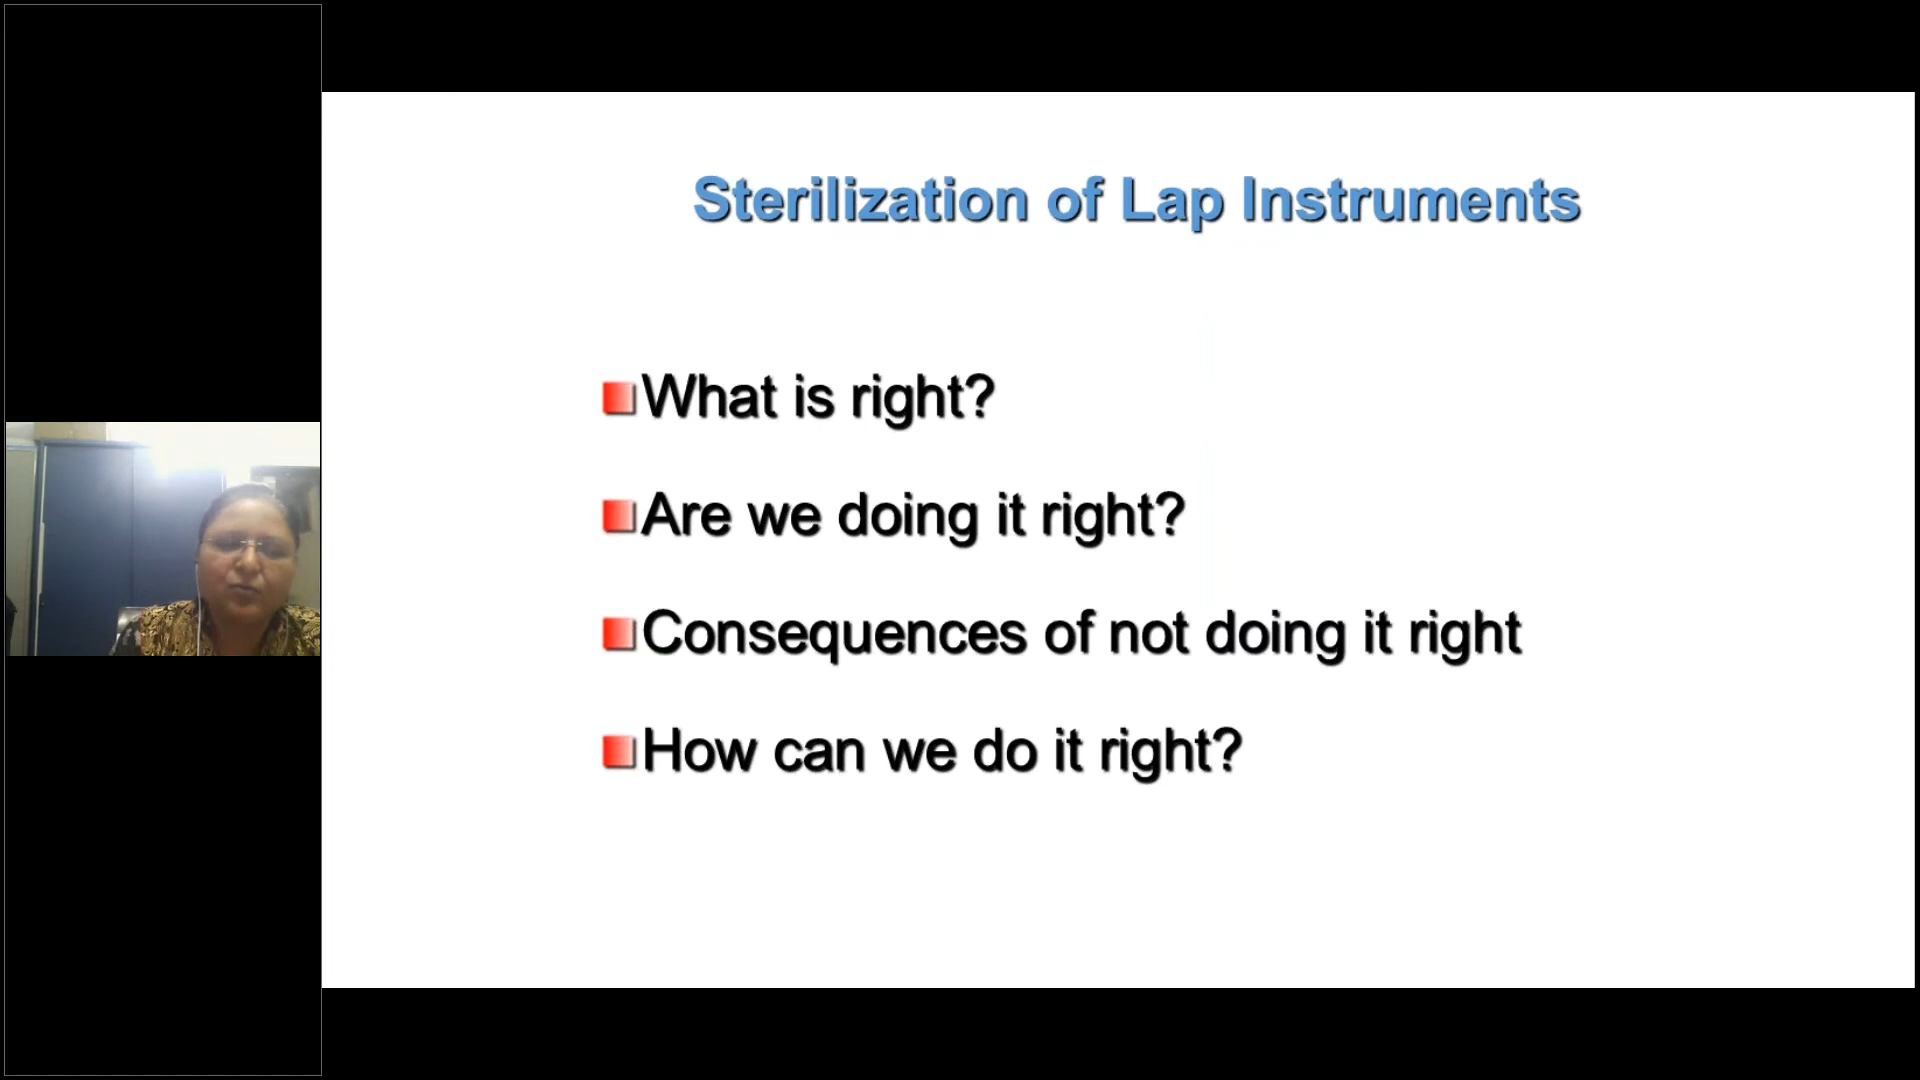 Sterilization of Lap Instruments
What is right?
Are we doing it right?
Consequences of not doing it right
How can we do it right?